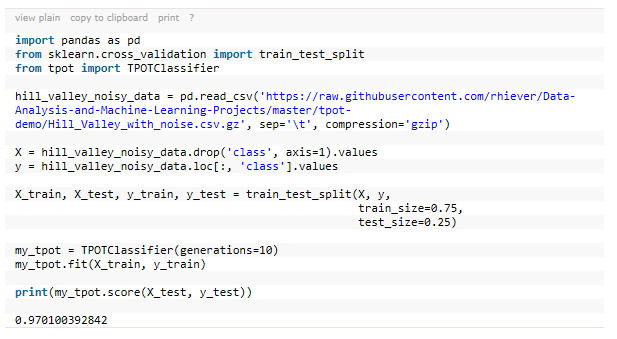 view plain copy to clipboard print ?
import pandas as pd
from sklearn.cross_validation import train_test_split
from tpot import TPOTClassifier
hill_valley_noisy_data = pd.read_csv('https://raw.githubusercontent.com/rhiever/Data-
Analysis-and-Machine-Learning-Projects/master/tpot-
demo/Hill_Valley_with_noise.csv.gz', sep='\t', compression='gzip')
X = hill_valley_noisy_data.drop('class', axis=1).values
y = hill_valley_noisy_data.loc[:, 'class'].values
X_train, X_test, y_train, y_test = train_test_split(X, y,
train_size=0.75,
test_size=0.25)
my_tpot = TPOTClassifier(generations=10)
my_tpot.fit(X_train, y_train)
print(my_tpot.score(X_test, y_test))
0.970100392842